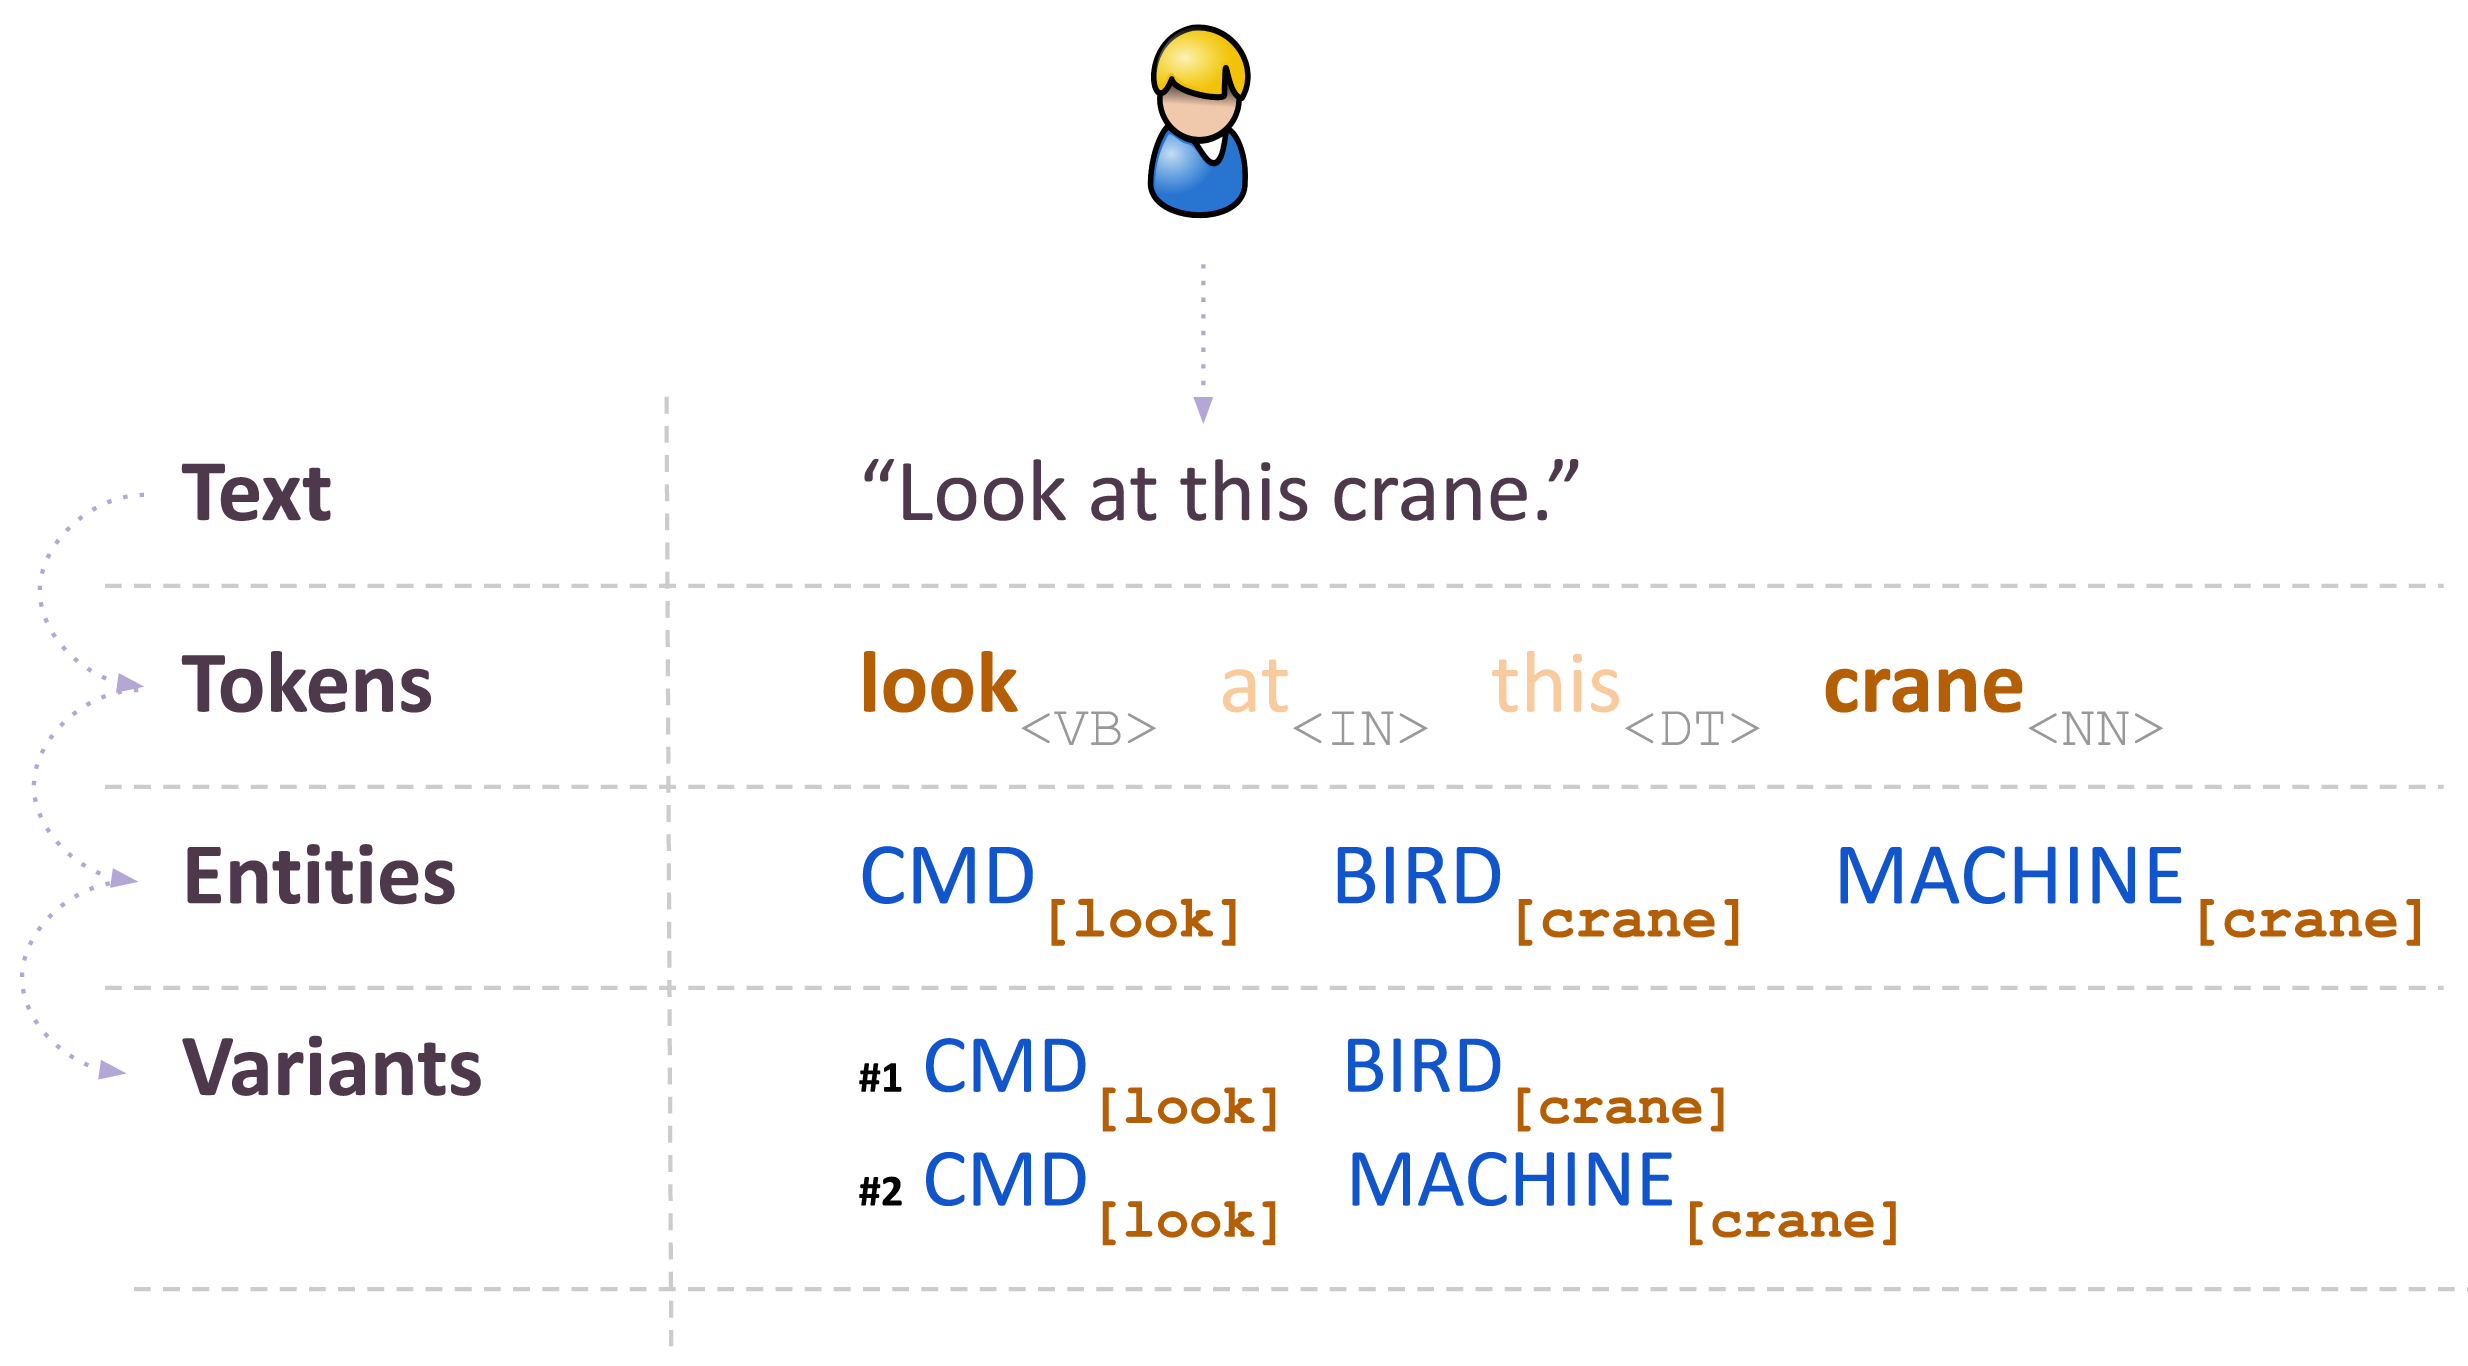 Text
“Look at this crane.”
Tokens
look<VB> at<IN> this<DT> crane<NN>
Entities
CMD[look] BIRD[crane] MACHINE[crane]
Variants
#1 CMD[look] BIRD[crane]
#2 CMD[look] MACHINE[crane]